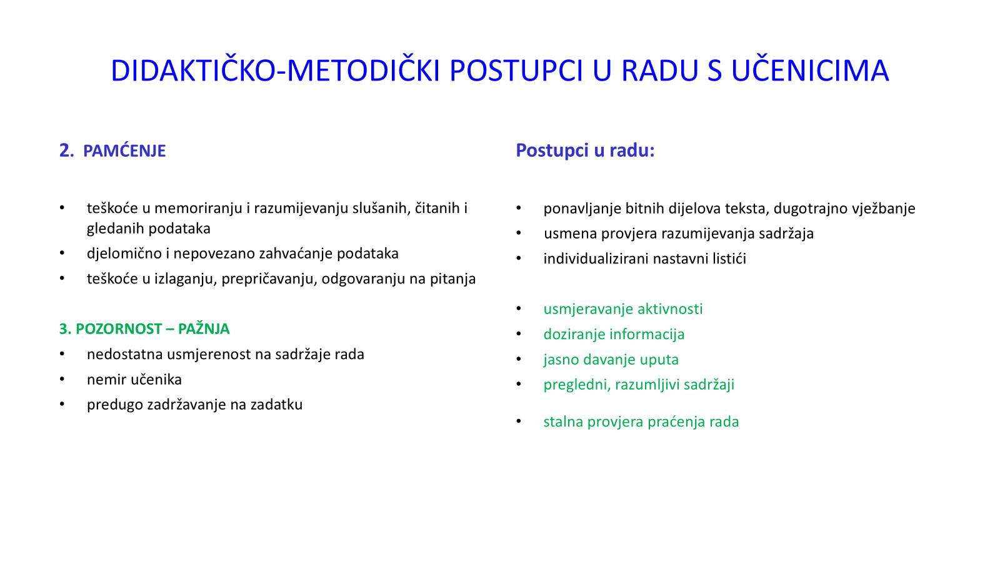 DIDAKTIČKO-METODIČKI POSTUPCI U RADU S UČENICIMA
2. PAMĆENJE
• teškoće u memoriranju i razumijevanju slušanih, čitanih i
gledanih podataka
• djelomično i nepovezano zahvaćanje podataka
• teškoće u izlaganju, prepričavanju, odgovaranju na pitanja
3. POZORNOST – PAŽNJA
• nedostatna usmjerenost na sadržaje rada
• nemir učenika
• predugo zadržavanje na zadatku
Postupci u radu:
• ponavljanje bitnih dijelova teksta, dugotrajno vježbanje
• usmena provjera razumijevanja sadržaja
• individualizirani nastavni listići
• usmjeravanje aktivnosti
• doziranje informacija
• jasno davanje uputa
• pregledni, razumljivi sadržaji
• stalna provjera praćenja rada